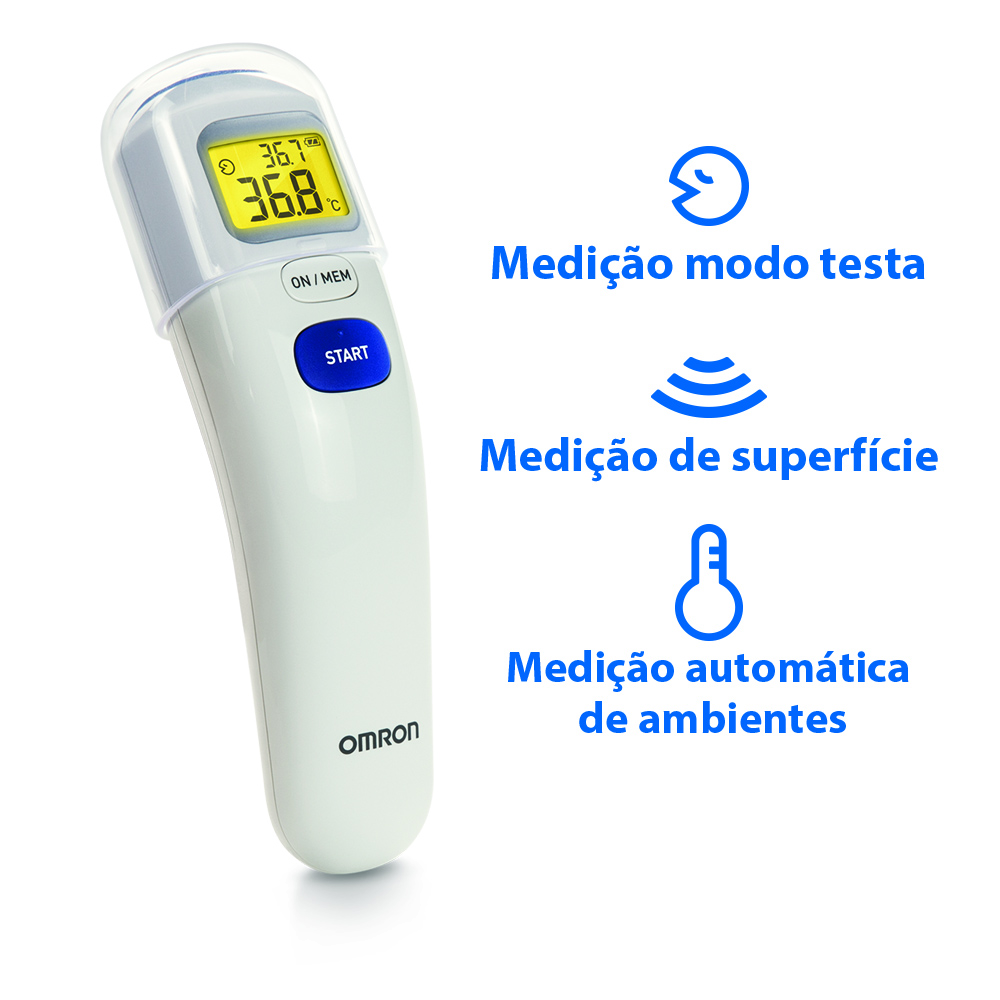 36.7
36.8 °C
ON / MEM
START
OMRON
Medição modo testa
Medição de superfície
Medição automática
de ambientes